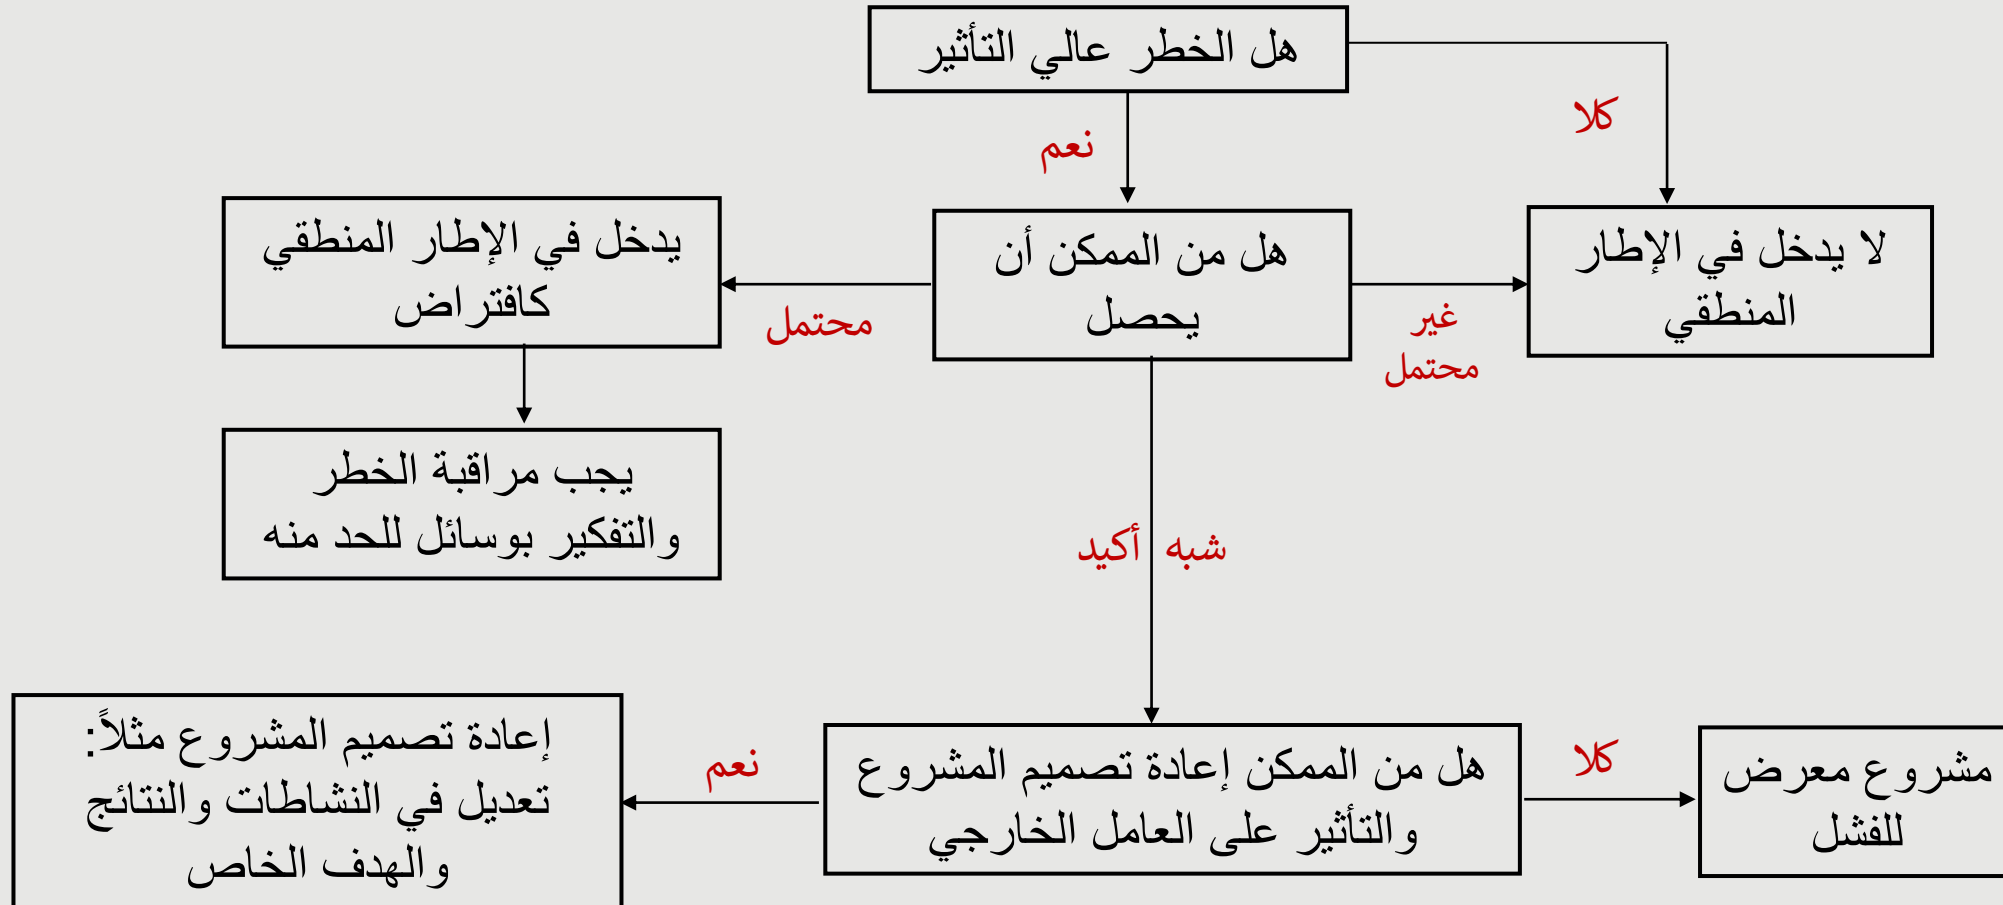 هل الخطر عالي التأثير
كلا
نعم
لا يدخل في الإطار
المنطقي
هل من الممكن أن
يحصل
يدخل في الإطار المنطقي
كافتراض
غير
محتمل
محتمل
يجب مراقبة الخطر
والتفكير بوسائل للحد منه
شبه أكيد
مشروع معرض
للفشل
كلا
هل من الممكن إعادة تصميم المشروع
والتأثير على العامل الخارجي
نعم
إعادة تصميم المشروع مثلاً:
تعديل في النشاطات والنتائج
والهدف الخاص